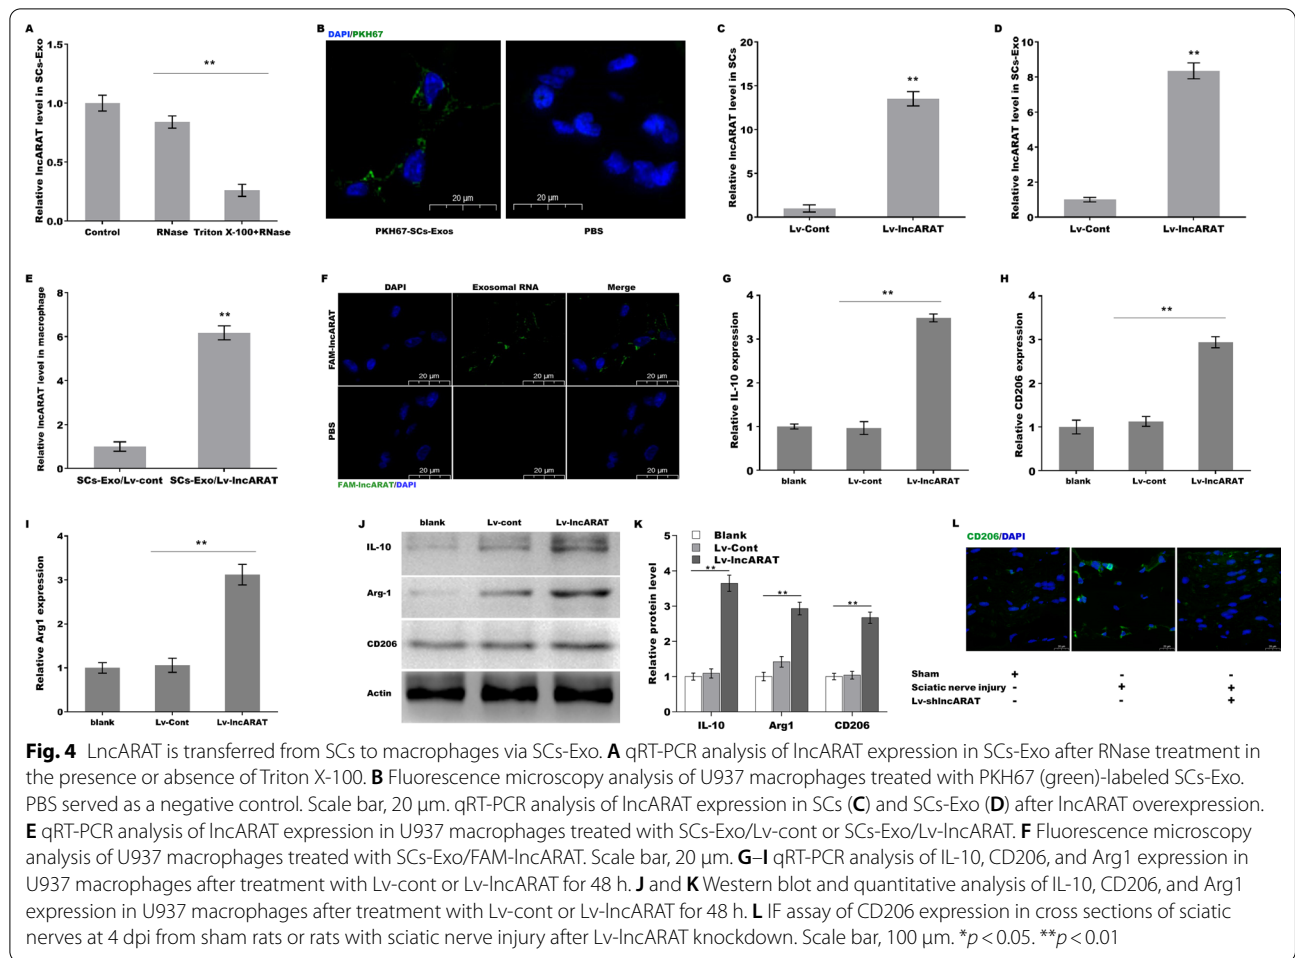 A
Relative lncARAT level in SCs-Exo
1.5
1.0
0.5
0.0
**
Control RNase Triton X-100+RNase
B
DAPI/PKH67
20 μm
20 μm
PKH67-SCs-Exos PBS
C
Relative lncARAT level in SCs
20
15
10
5
0
**
Lv-Cont Lv-lncARAT
D
Relative lncARAT level in SCs-Exo
10
8
6
4
2
0
**
Lv-Cont Lv-lncARAT
E
Relative lncARAT level in macrophage
8
6
4
2
0
**
SCs-Exo/Lv-cont SCs-Exo/Lv-lncARAT
F
DAPI Exosomal RNA Merge
FAM-lncARAT
20 μm 20 μm 20 μm
PBS
20 μm 20 μm 20 μm
FAM-lncARAT/DAPI
G
Relative IL-10 expression
4
3
2
1
0
**
blank Lv-cont Lv-lncARAT
H
Relative CD206 expression
4
3
2
1
0
**
blank Lv-cont Lv-lncARAT
I
Relative Arg1 expression
4
3
2
1
0
**
blank Lv-Cont Lv-lncARAT
J
blank Lv-cont Lv-lncARAT
IL-10
Arg-1
CD206
Actin
K
Relative protein level
5
4
3
2
1
0
Blank
Lv-Cont
Lv-lncARAT
**
**
**
IL-10 Arg1 CD206
L
CD206/DAPI
Sham + - -
Sciatic nerve injury - + +
Lv-shlncARAT - - +
Fig. 4 LncARAT is transferred from SCs to macrophages via SCs-Exo. A qRT-PCR analysis of lncARAT expression in SCs-Exo after RNase treatment in
the presence or absence of Triton X-100. B Fluorescence microscopy analysis of U937 macrophages treated with PKH67 (green)-labeled SCs-Exo.
PBS served as a negative control. Scale bar, 20 μm. qRT-PCR analysis of lncARAT expression in SCs (C) and SCs-Exo (D) after lncARAT overexpression.
E qRT-PCR analysis of lncARAT expression in U937 macrophages treated with SCs-Exo/Lv-cont or SCs-Exo/Lv-lncARAT. F Fluorescence microscopy
analysis of U937 macrophages treated with SCs-Exo/FAM-lncARAT. Scale bar, 20 μm. G–I qRT-PCR analysis of IL-10, CD206, and Arg1 expression in
U937 macrophages after treatment with Lv-cont or Lv-lncARAT for 48 h. J and K Western blot and quantitative analysis of IL-10, CD206, and Arg1
expression in U937 macrophages after treatment with Lv-cont or Lv-lncARAT for 48 h. L IF assay of CD206 expression in cross sections of sciatic
nerves at 4 dpi from sham rats or rats with sciatic nerve injury after Lv-lncARAT knockdown. Scale bar, 100 μm. *p < 0.05. **p < 0.01